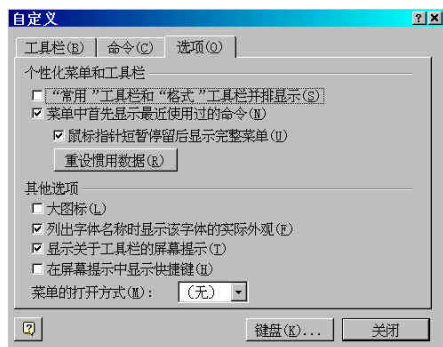 自定义
工具栏(B) 命令(C) 选项(O)
个性化菜单和工具栏
“常用”工具栏和“格式”工具栏并排显示(S)
菜单中首先显示最近使用过的命令(N)
鼠标指针短暂停留后显示完整菜单(U)
重设惯用数据(R)
其他选项
大图标(L)
列出字体名称时显示该字体的实际外观(F)
显示关于工具栏的屏幕提示(T)
在屏幕提示中显示快捷键(H)
菜单的打开方式(M): (无)
键盘(K)... 关闭